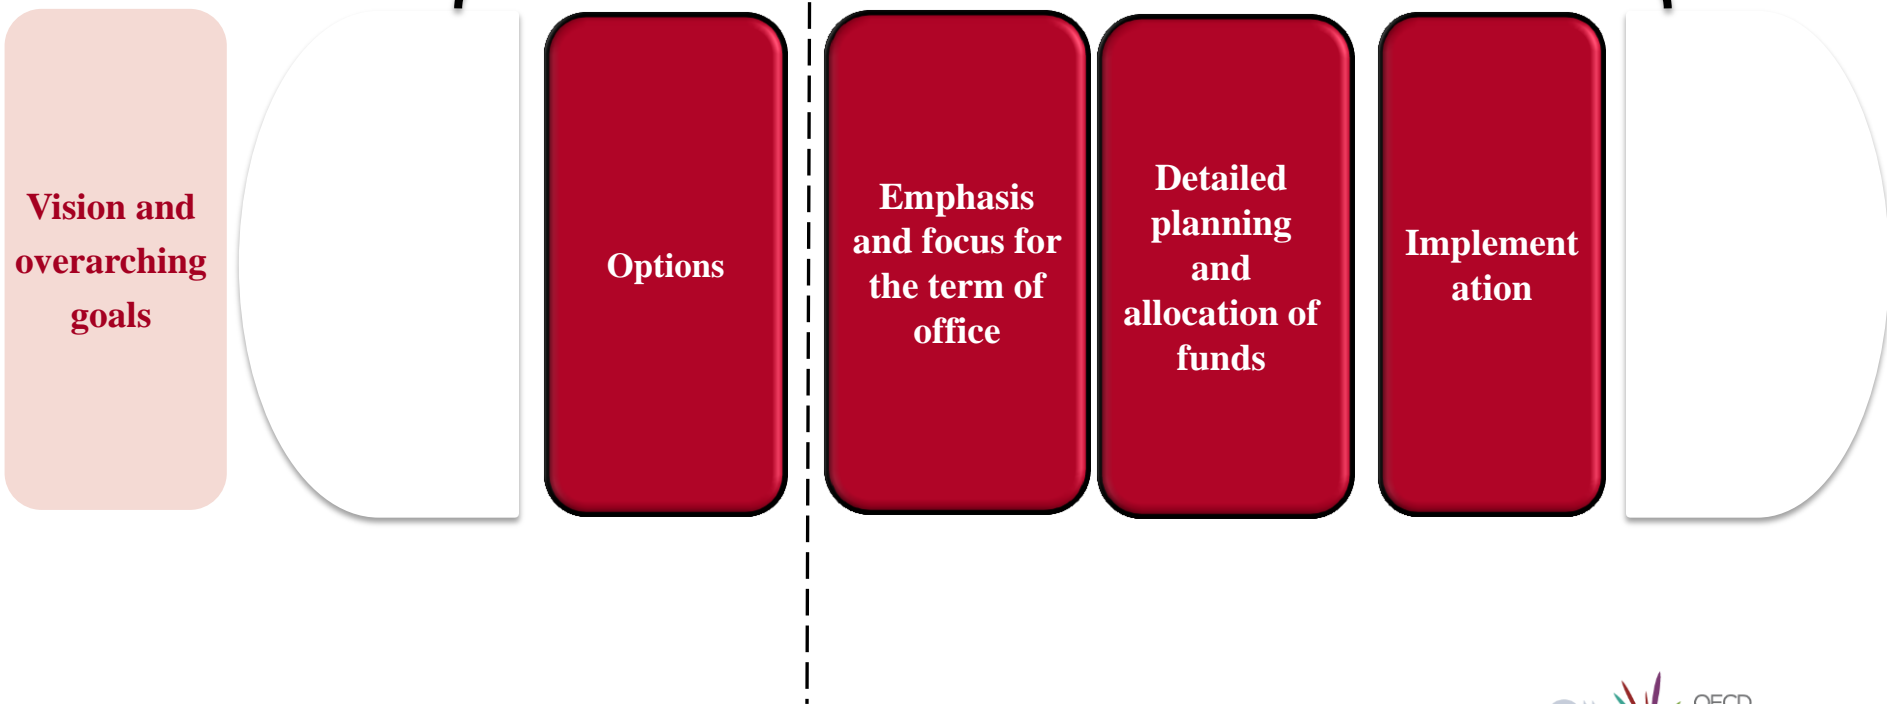 Vision and
overarching
goals
Options
Emphasis
and focus for
the term of
office
Detailed
planning
and
allocation of
funds
Implement
ation
OECD